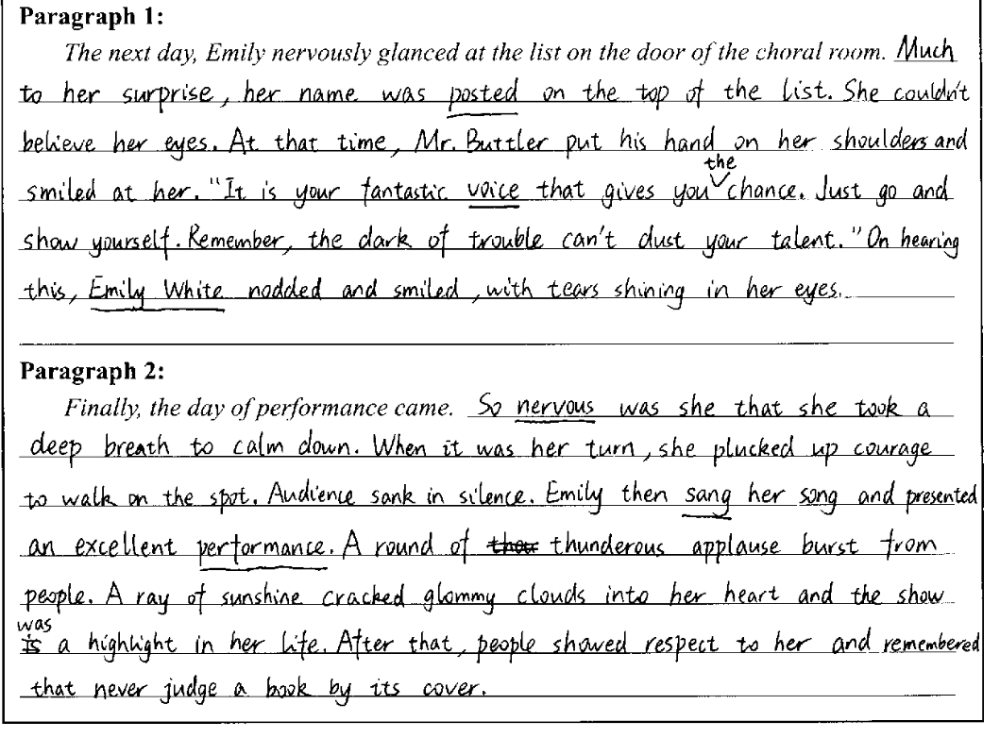 Paragraph 1:
The next day, Emily nervously glanced at the list on the door of the choral room. Much
to her surprise, her name was posted on the top of the list. She couldn't
believe her eyes. At that time, Mr. Buttler put his hand on her shoulders and
smiled at her. "It is your fantastic voice that gives you the chance. Just go and
show yourself. Remember, the dark of trouble can't dust your talent." On hearing
this, Emily White nodded and smiled, with tears shining in her eyes.
Paragraph 2:
Finally, the day of performance came. So nervous was she that she took a
deep breath to calm down. When it was her turn, she plucked up courage
to walk on the spot. Audience sank in silence. Emily then sang her song and presented
an excellent performance. A round of thunderous applause burst from
people. A ray of sunshine cracked glommy clouds into her heart and the show
was a highlight in her life. After that, people showed respect to her and remembered
that never judge a book by its cover.